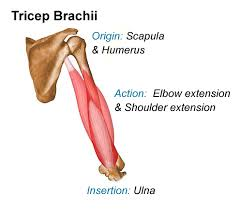 Tricep Brachii
Origin: Scapula
& Humerus
Action: Elbow extension
& Shoulder extension
Insertion: Ulna